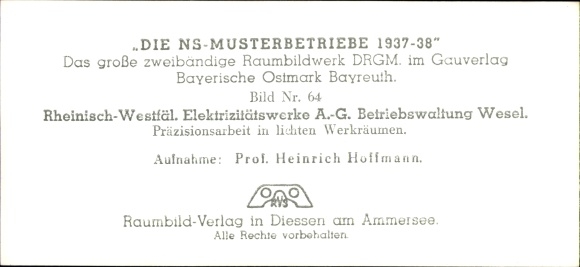 „DIE NS-MUSTERBETRIEBE 1937-38"
Das große zweibändige Raumbildwerk DRGM. im Gauverlag
Bayerische Ostmark Bayreuth.
Bild Nr. 64
Rheinisch-Westfäl. Elektrizitätswerke A.-G. Betriebswaltung Wesel.
Präzisionsarbeit in lichten Werkräumen.
Aufnahme: Prof. Heinrich Hoffmann.
RVS
Raumbild-Verlag in Diessen am Ammersee.
Alle Rechte vorbehalten.